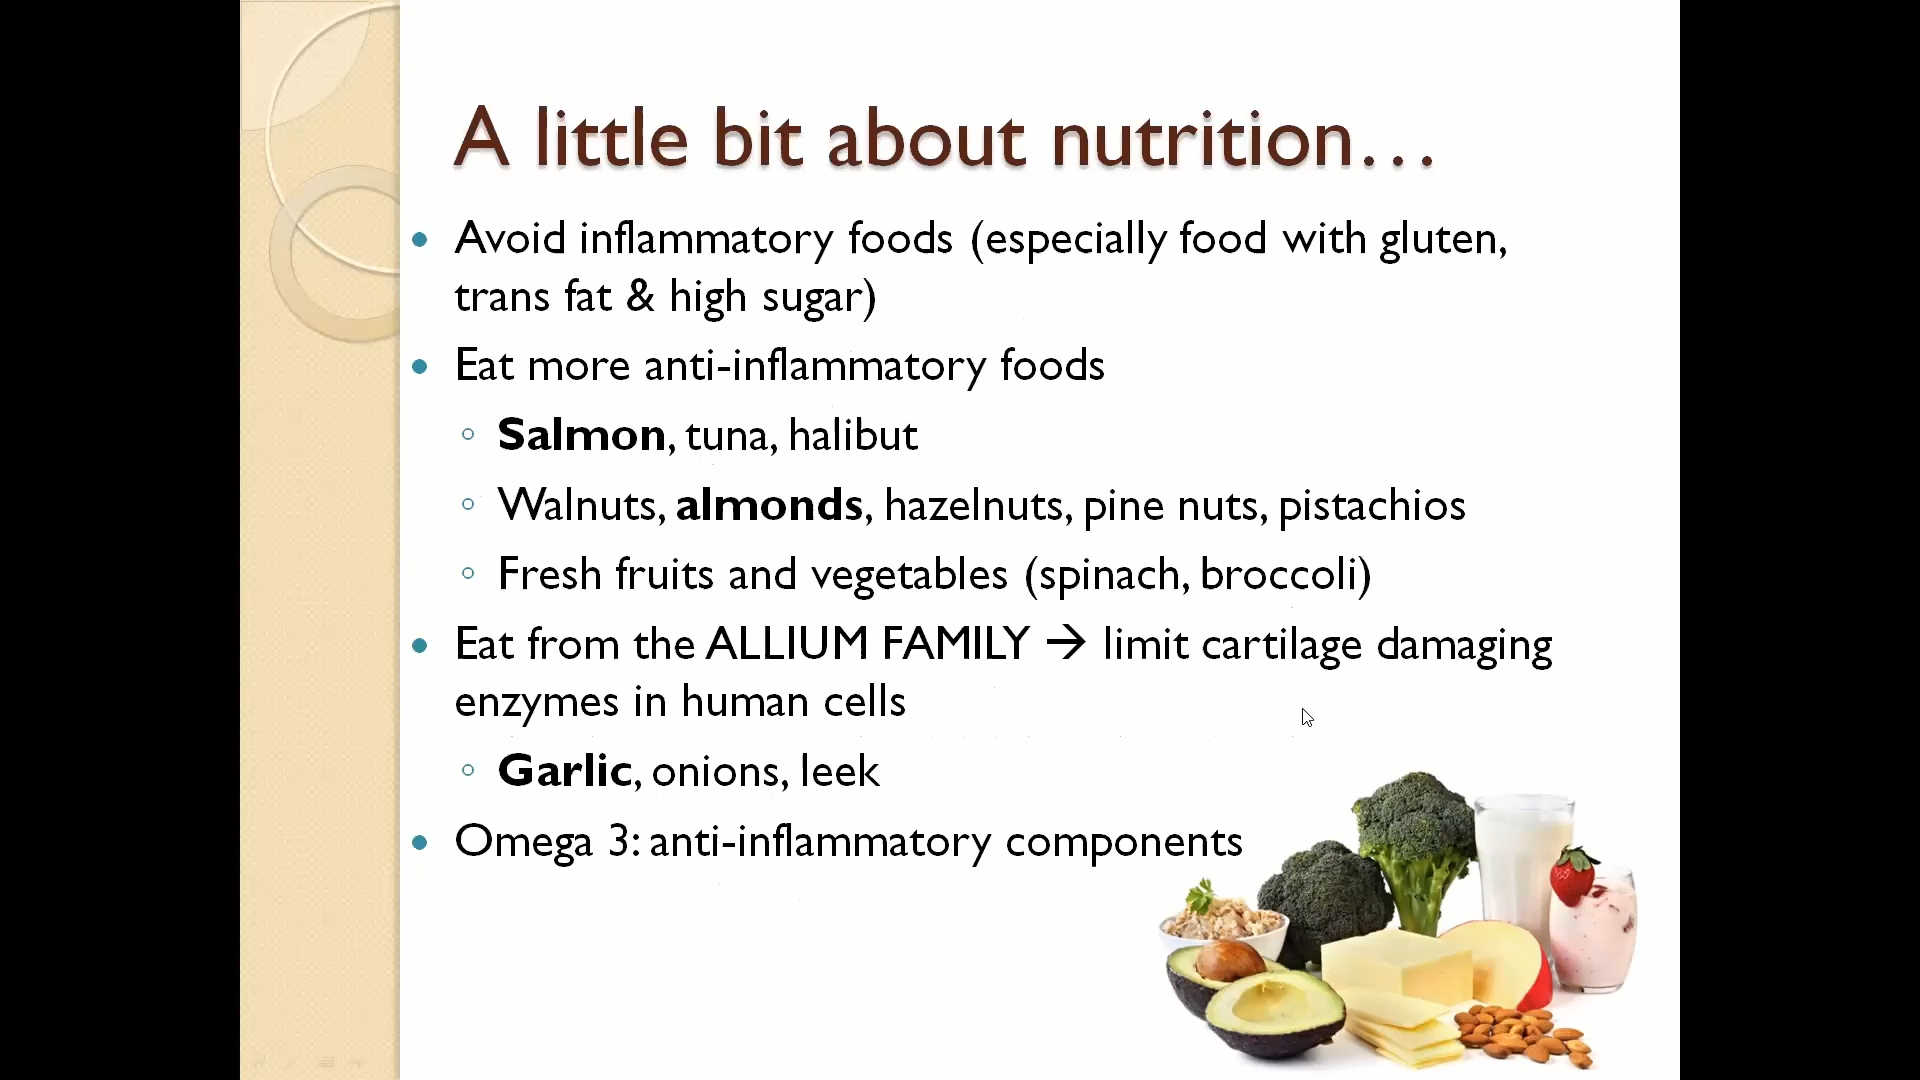 A little bit about nutrition…
• Avoid inflammatory foods (especially food with gluten,
trans fat & high sugar)
• Eat more anti-inflammatory foods
◦ Salmon, tuna, halibut
◦ Walnuts, almonds, hazelnuts, pine nuts, pistachios
◦ Fresh fruits and vegetables (spinach, broccoli)
• Eat from the ALLIUM FAMILY → limit cartilage damaging
enzymes in human cells
◦ Garlic, onions, leek
• Omega 3: anti-inflammatory components